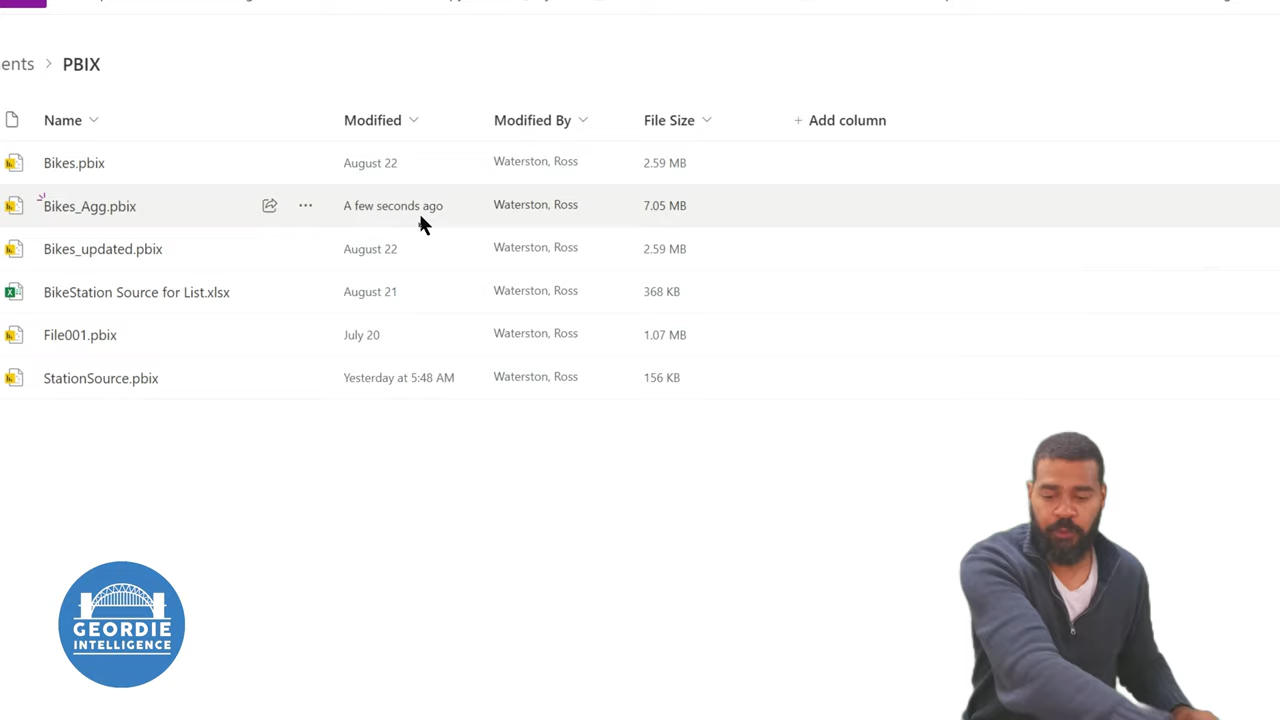 ents > PBIX
Name Modified Modified By File Size + Add column
Bikes.pbix August 22 Waterston, Ross 2.59 MB
Bikes_Agg.pbix ... A few seconds ago Waterston, Ross 7.05 MB
Bikes_updated.pbix August 22 Waterston, Ross 2.59 MB
BikeStation Source for List.xlsx August 21 Waterston, Ross 368 KB
File001.pbix July 20 Waterston, Ross 1.07 MB
StationSource.pbix Yesterday at 5:48 AM Waterston, Ross 156 KB
GEORDIE
INTELLIGENCE